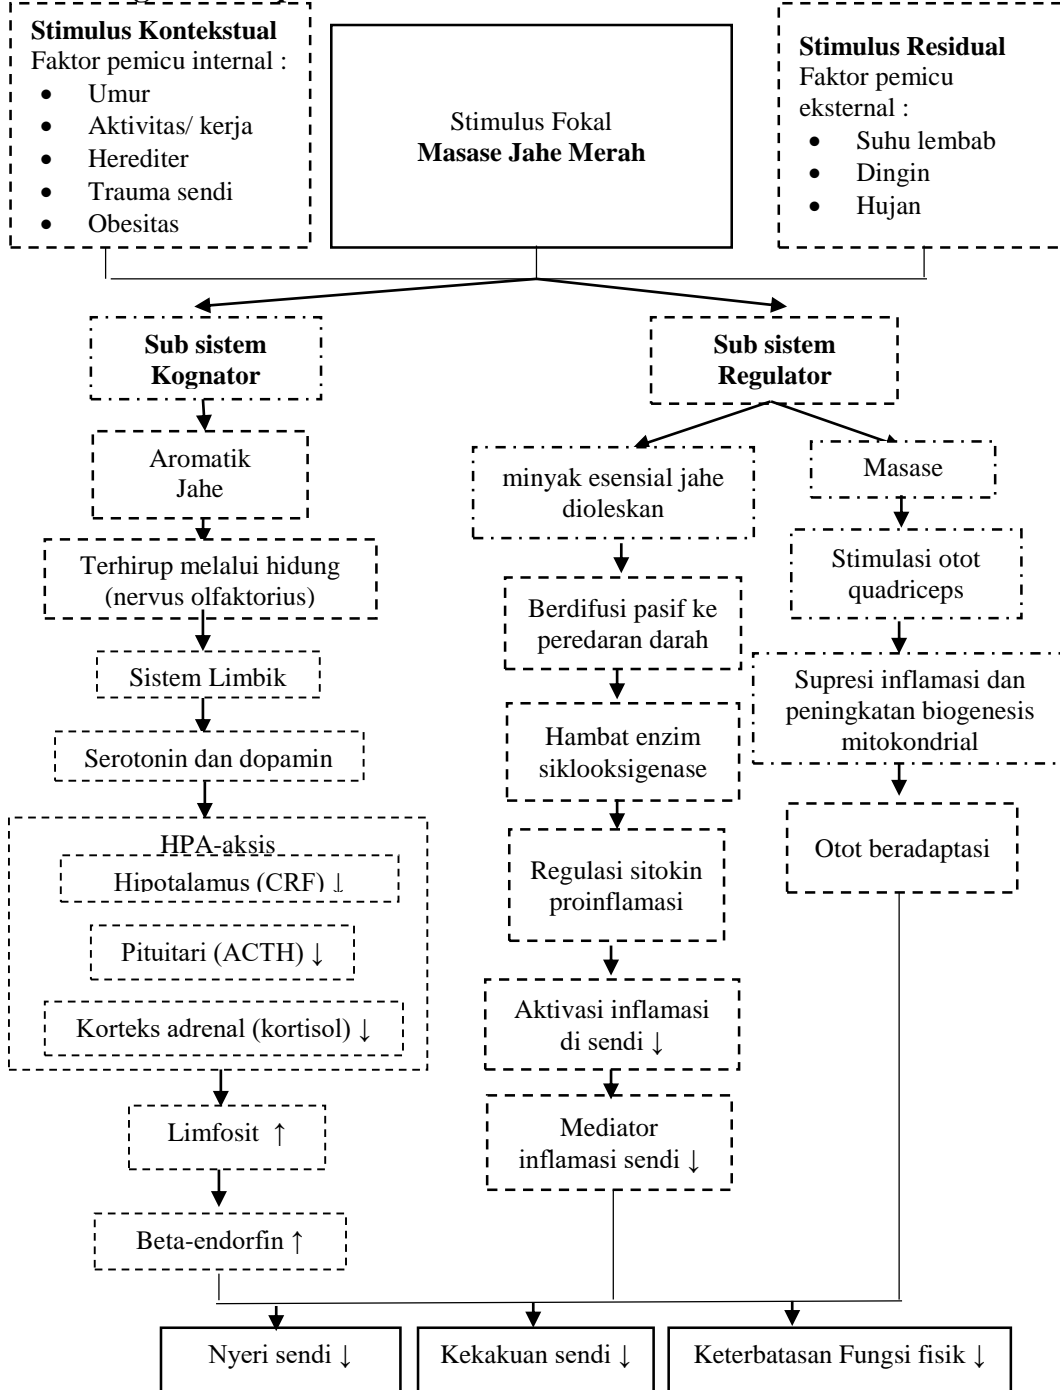 Stimulus Kontekstual
Faktor pemicu internal :
• Umur
• Aktivitas/ kerja
• Herediter
• Trauma sendi
• Obesitas
Stimulus Fokal
Masase Jahe Merah
Stimulus Residual
Faktor pemicu
eksternal :
• Suhu lembab
• Dingin
• Hujan
Sub sistem
Kognator
Sub sistem
Regulator
Aromatik
Jahe
Terhirup melalui hidung
(nervus olfaktorius)
Sistem Limbik
Serotonin dan dopamin
HPA-aksis
Hipotalamus (CRF) ↓
Pituitari (ACTH) ↓
Korteks adrenal (kortisol) ↓
Limfosit ↑
Beta-endorfin ↑
minyak esensial jahe
dioleskan
Berdifusi pasif ke
peredaran darah
Hambat enzim
siklooksigenase
Regulasi sitokin
proinflamasi
Aktivasi inflamasi
di sendi ↓
Mediator
inflamasi sendi ↓
Masase
Stimulasi otot
quadriceps
Supresi inflamasi dan
peningkatan biogenesis
mitokondrial
Otot beradaptasi
Nyeri sendi ↓
Kekakuan sendi ↓
Keterbatasan Fungsi fisik ↓